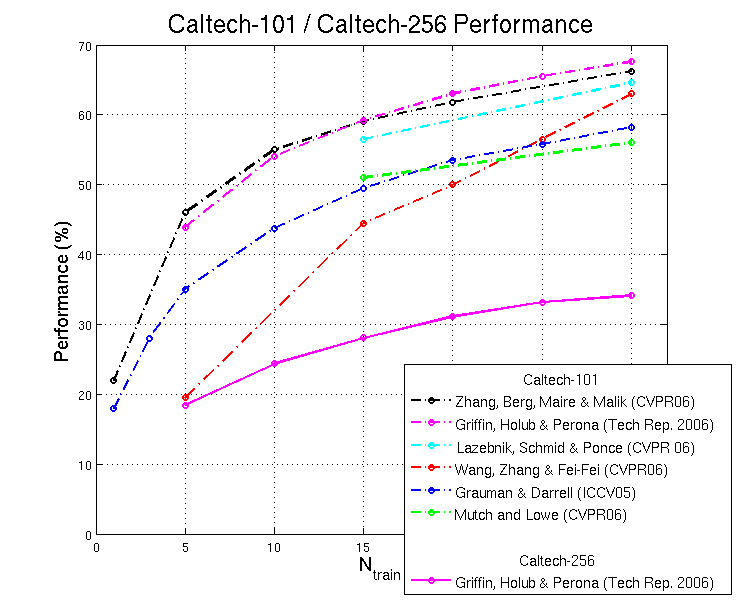 Caltech-101 / Caltech-256 Performance
70
60
50
40
30
20
10
0
Performance (%)
0 5 10 15
N train
Caltech-101
Zhang, Berg, Maire & Malik (CVPR06)
Griffin, Holub & Perona (Tech Rep. 2006)
Lazebnik, Schmid & Ponce (CVPR 06)
Wang, Zhang & Fei-Fei (CVPR06)
Grauman & Darrell (ICCV05)
Mutch and Lowe (CVPR06)
Caltech-256
Griffin, Holub & Perona (Tech Rep. 2006)